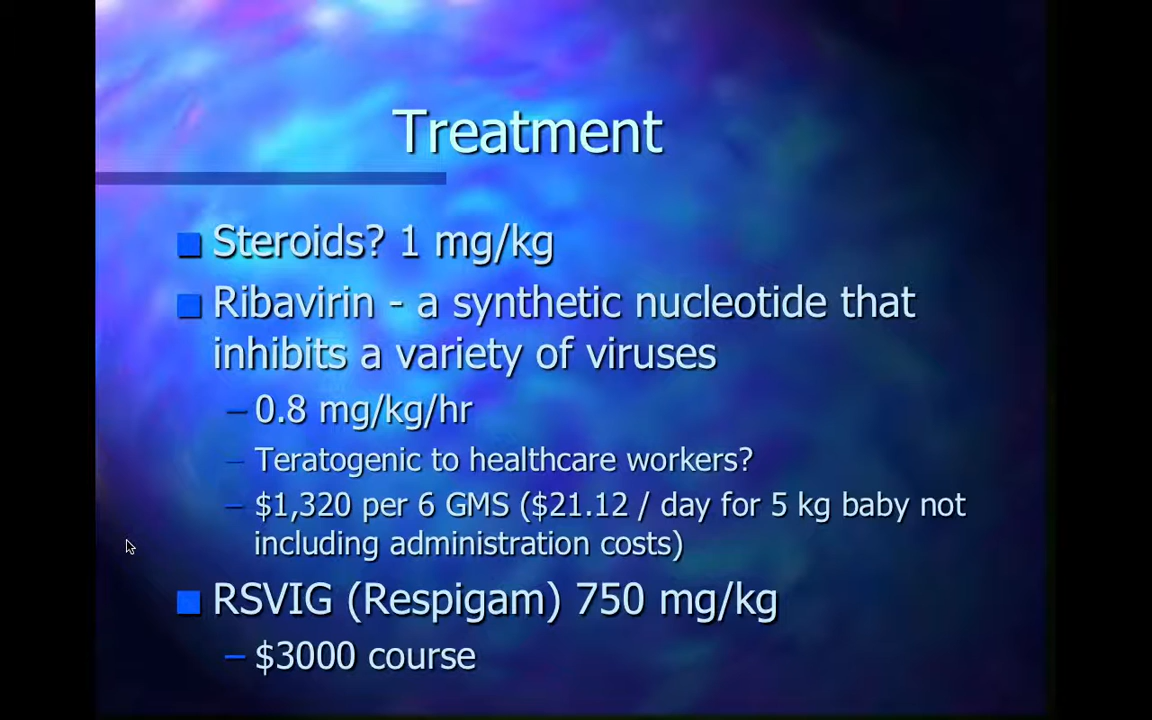 Treatment
Steroids? 1 mg/kg
Ribavirin - a synthetic nucleotide that
inhibits a variety of viruses
– 0.8 mg/kg/hr
– Teratogenic to healthcare workers?
– $1,320 per 6 GMS ($21.12 / day for 5 kg baby not
including administration costs)
RSVIG (Respigam) 750 mg/kg
– $3000 course